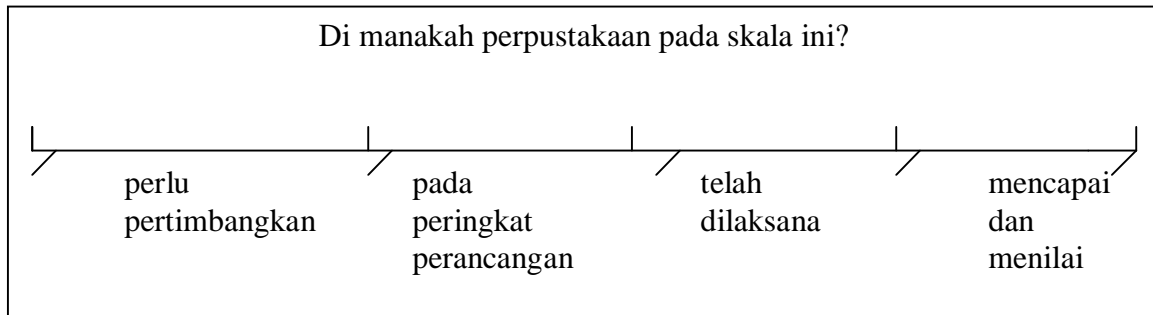 Di manakah perpustakaan pada skala ini?
perlu
pertimbangkan
pada
peringkat
perancangan
telah
dilaksana
mencapai
dan
menilai